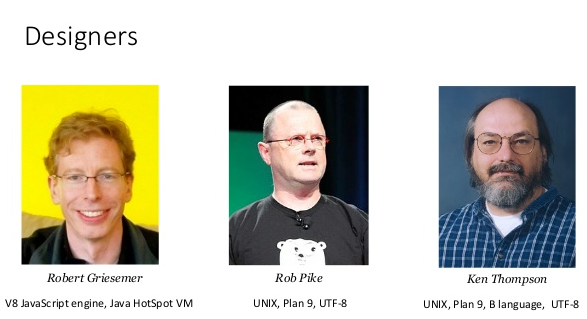 Designers
Robert Griesemer
Rob Pike
Ken Thompson
V8 JavaScript engine, Java HotSpot VM
UNIX, Plan 9, UTF-8
UNIX, Plan 9, B language, UTF-8